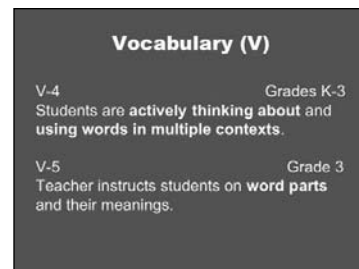 Vocabulary (V)
V-4 Grades K-3
Students are actively thinking about and
using words in multiple contexts.
V-5 Grade 3
Teacher instructs students on word parts
and their meanings.